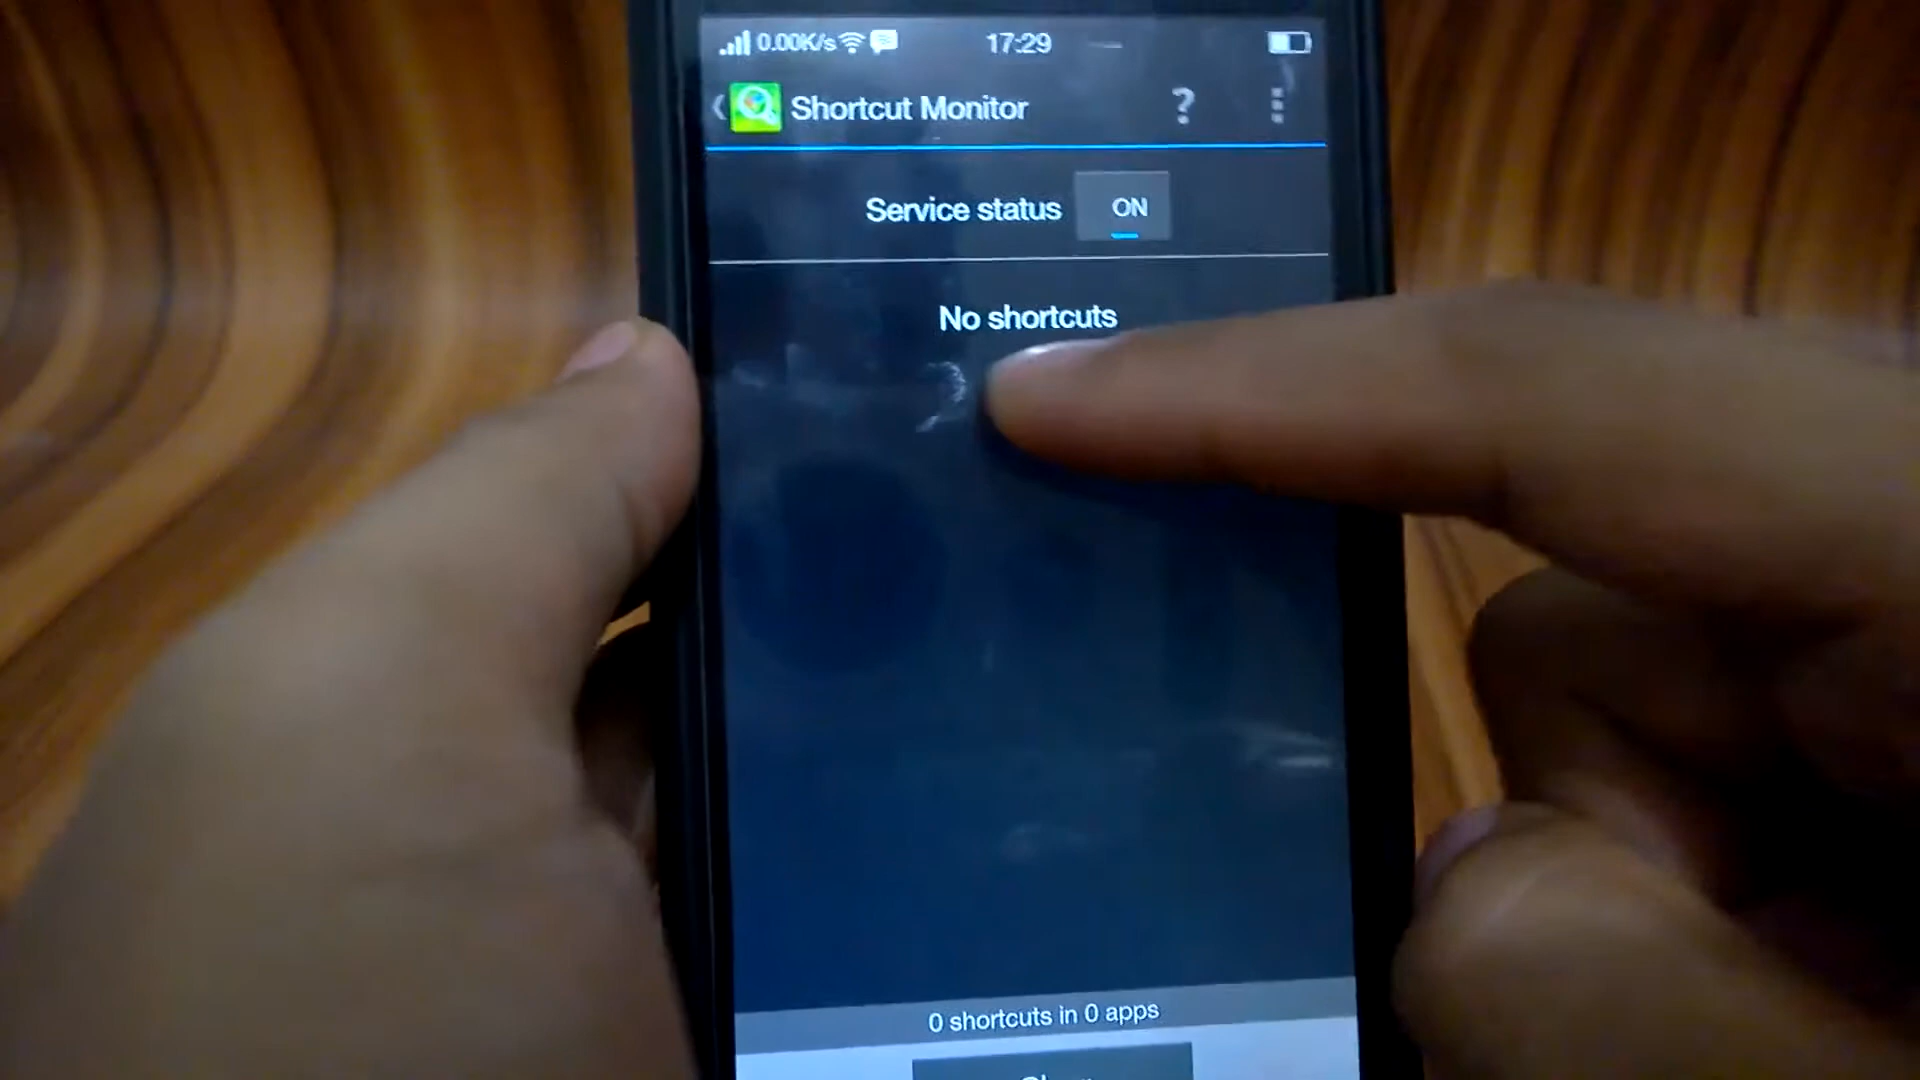 0.00K/s 17:29
Shortcut Monitor ?
Service status ON
No shortcuts
0 shortcuts in 0 apps